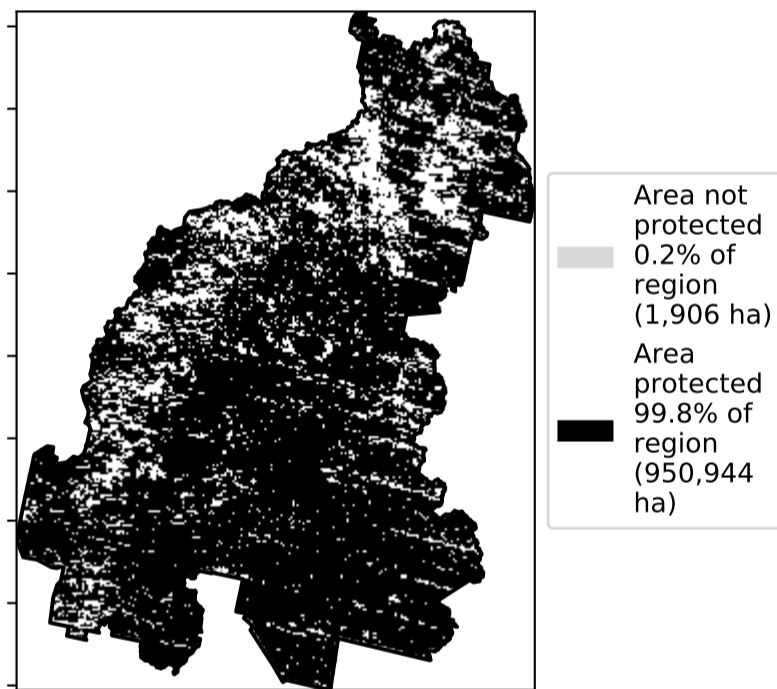 Area not
protected
0.2% of
region
(1,906 ha)
Area
protected
99.8% of
region
(950,944
ha)